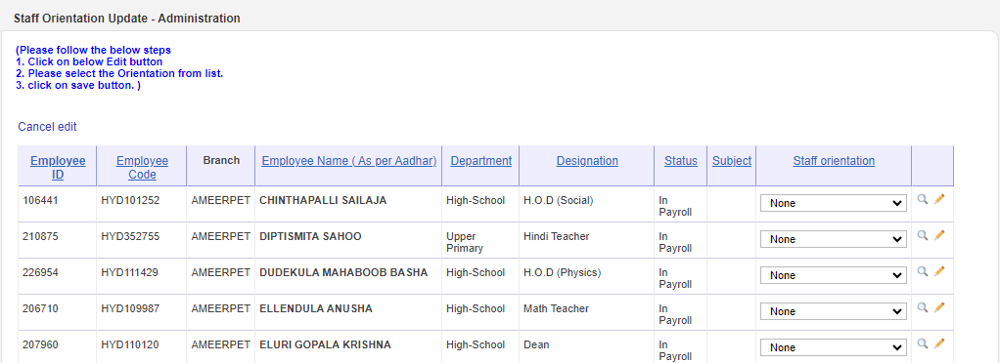 Staff Orientation Update - Administration
(Please follow the below steps
1. Click on below Edit button
2. Please select the Orientation from list.
3. click on save button. )
Cancel edit
Employee ID Employee Code Branch Employee Name ( As per Aadhar) Department Designation Status Subject Staff orientation
106441 HYD101252 AMEERPET CHINTHAPALLI SAILAJA High-School H.O.D (Social) In Payroll None
210875 HYD352755 AMEERPET DIPTISMITA SAHOO Upper Primary Hindi Teacher In Payroll None
226954 HYD111429 AMEERPET DUDEKULA MAHABOOB BASHA High-School H.O.D (Physics) In Payroll None
206710 HYD109987 AMEERPET ELLENDULA ANUSHA High-School Math Teacher In Payroll None
207960 HYD110120 AMEERPET ELURI GOPALA KRISHNA High-School Dean In Payroll None